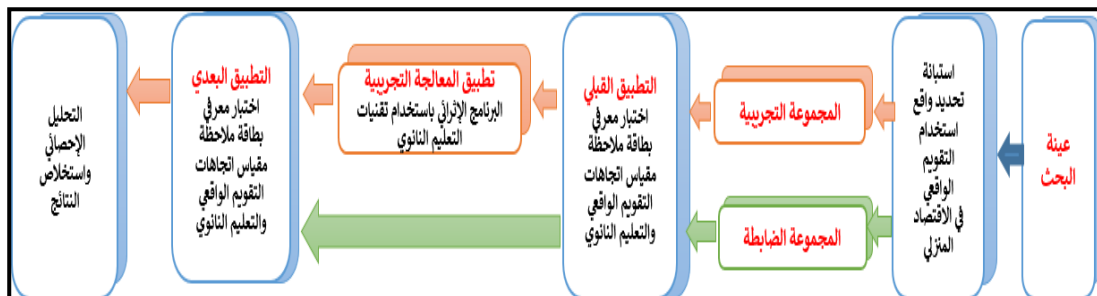 عينة
البحث
استبانة
تحديد واقع
استخدام
التقويم
الواقعي
في الاقتصاد
المنزلي
المجموعة التجريبية
المجموعة الضابطة
التطبيق القبلي
اختبار معرفي
بطاقة ملاحظة
مقياس اتجاهات
التقويم الواقعي
والتعليم النانوي
تطبيق المعالجة التجريبية
البرنامج الإثرائي باستخدام تقنيات
التعليم النانوي
التطبيق البعدي
اختبار معرفي
بطاقة ملاحظة
مقياس اتجاهات
التقويم الواقعي
والتعليم النانوي
التحليل
الإحصائي
واستخلاص
النتائج